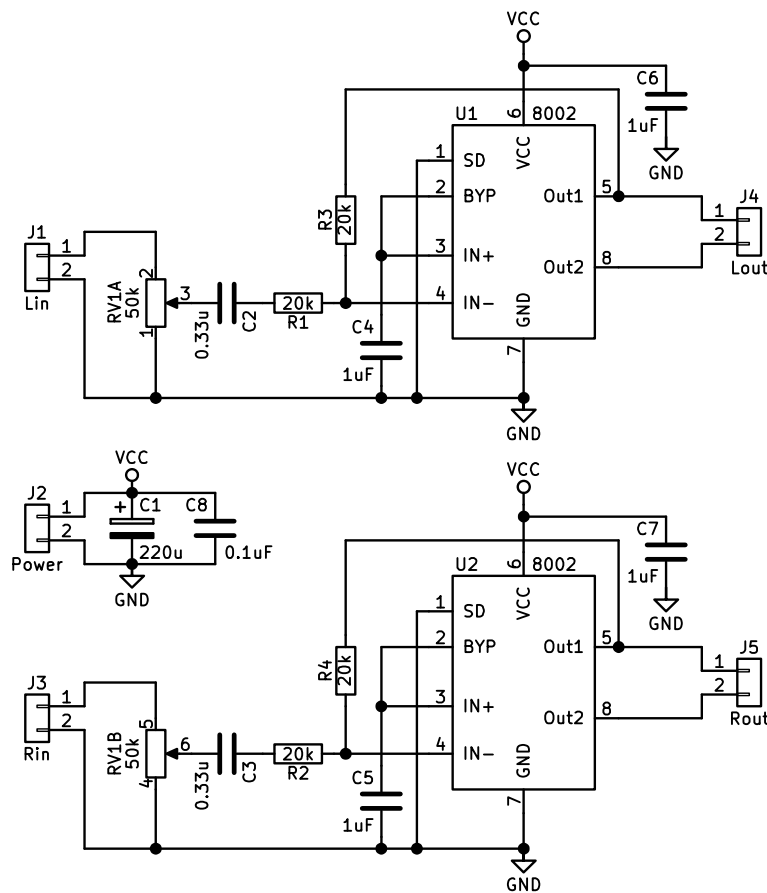 VCC
C6
1uF
GND
U1
6
8002
VCC
1
SD
2
BYP
Out1
5
3
IN+
Out2
8
4
IN-
GND
7
J4
1
2
Lout
R3
20k
J1
1
2
Lin
RV1A
50k
2
3
1
0.33u
C2
20k
R1
C4
1uF
GND
VCC
J2
1
2
Power
+
C1
220u
C8
0.1uF
GND
VCC
C7
1uF
GND
U2
6
8002
VCC
1
SD
2
BYP
Out1
5
3
IN+
Out2
8
4
IN-
GND
7
J5
1
2
Rout
R4
20k
J3
1
2
Rin
RV1B
50k
5
6
4
0.33u
C3
20k
R2
C5
1uF
GND